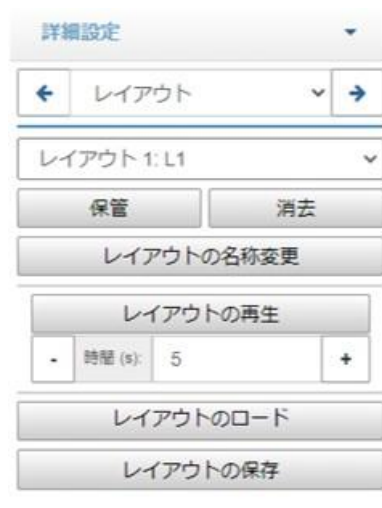 詳細設定
レイアウト
レイアウト 1: L1
保管 消去
レイアウトの名称変更
レイアウトの再生
- 時間 (s): 5 +
レイアウトのロード
レイアウトの保存